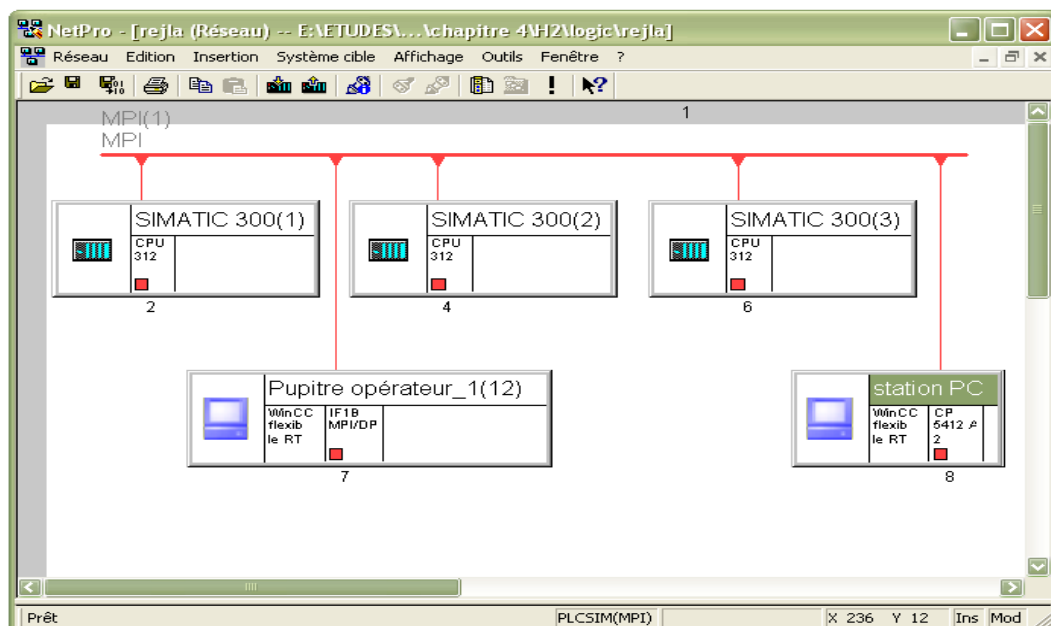 NetPro - [rejla (Réseau) -- E:\ETUDES\...\chapitre 4\H2\logic\rejla]
Réseau Edition Insertion Système cible Affichage Outils Fenêtre ?
1
MPI(1)
MPI
SIMATIC 300(1)
CPU
312
2
SIMATIC 300(2)
CPU
312
4
SIMATIC 300(3)
CPU
312
6
Pupitre opérateur_1(12)
WinCC
flexib
le RT
IF1B
MPI/DP
7
station PC
WinCC
flexib
le RT
CP
5412 A
2
8
Prêt PLCSIM(MPI) X 236 Y 12 Ins Mod